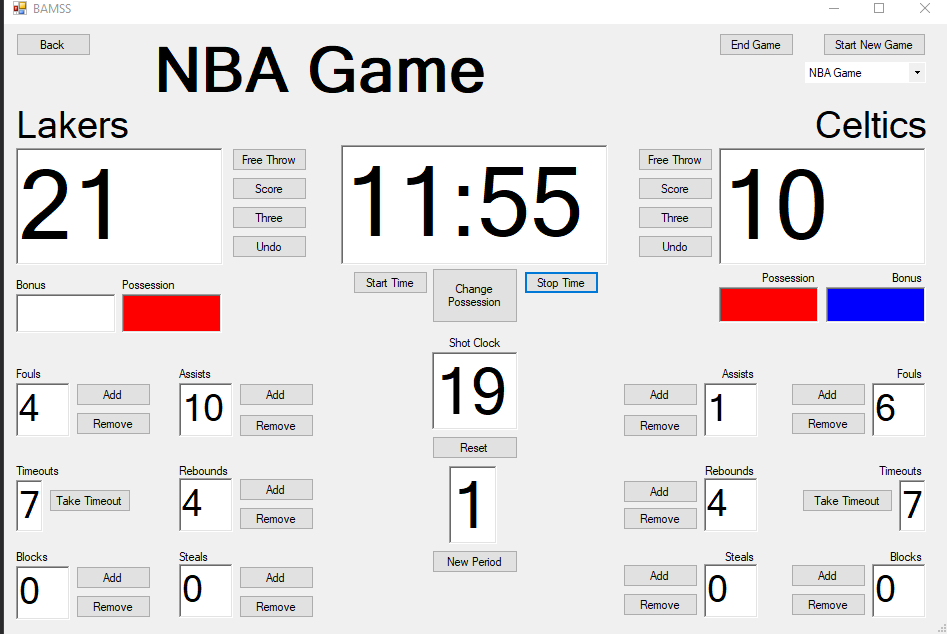 BAMSS
Back
NBA Game
End Game
Start New Game
NBA Game
Lakers
Celtics
21
Free Throw
Score
Three
Undo
11:55
Free Throw
Score
Three
Undo
10
Start Time
Change
Possession
Stop Time
Bonus
Possession
Possession
Bonus
Shot Clock
19
Reset
1
New Period
Fouls
4
Add
Remove
Assists
10
Add
Remove
Assists
Add
Remove
1
Fouls
Add
Remove
6
Timeouts
7
Take Timeout
Rebounds
4
Add
Remove
Rebounds
Add
Remove
4
Timeouts
Take Timeout
7
Blocks
0
Add
Remove
Steals
0
Add
Remove
Steals
Add
Remove
0
Blocks
Add
Remove
0